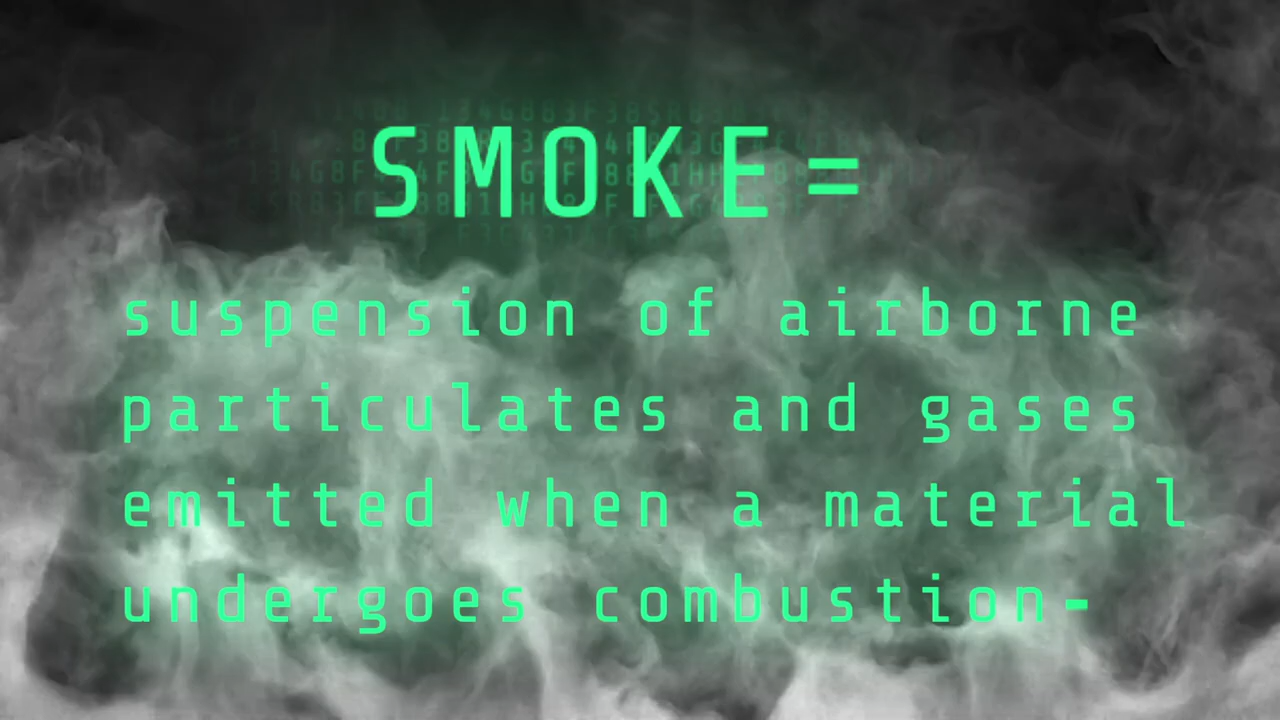 SMOKE=
suspension of airborne
particulates and gases
emitted when a material
undergoes combustion-